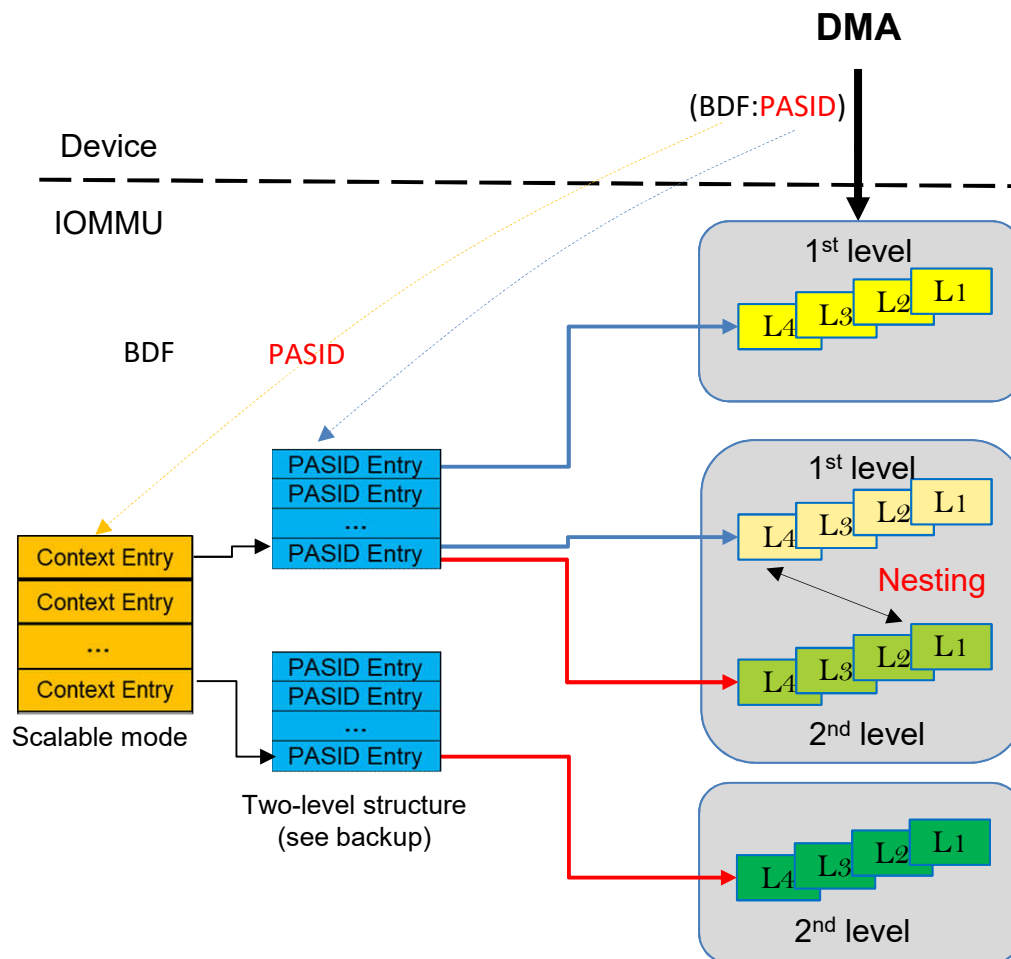 DMA
(BDF:PASID)
Device
IOMMU
1st level
L4 L3 L2 L1
BDF
PASID
PASID Entry
PASID Entry
...
PASID Entry
1st level
L4 L3 L2 L1
Nesting
L4 L3 L2 L1
2nd level
Context Entry
Context Entry
...
Context Entry
Scalable mode
PASID Entry
PASID Entry
...
PASID Entry
Two-level structure
(see backup)
L4 L3 L2 L1
2nd level